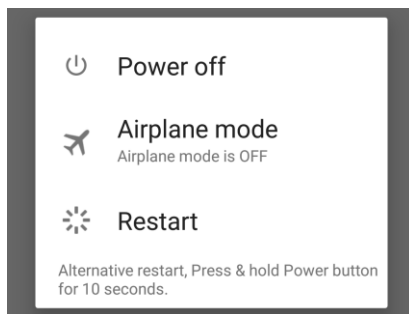 Power off
Airplane mode
Airplane mode is OFF
Restart
Alternative restart, Press & hold Power button
for 10 seconds.